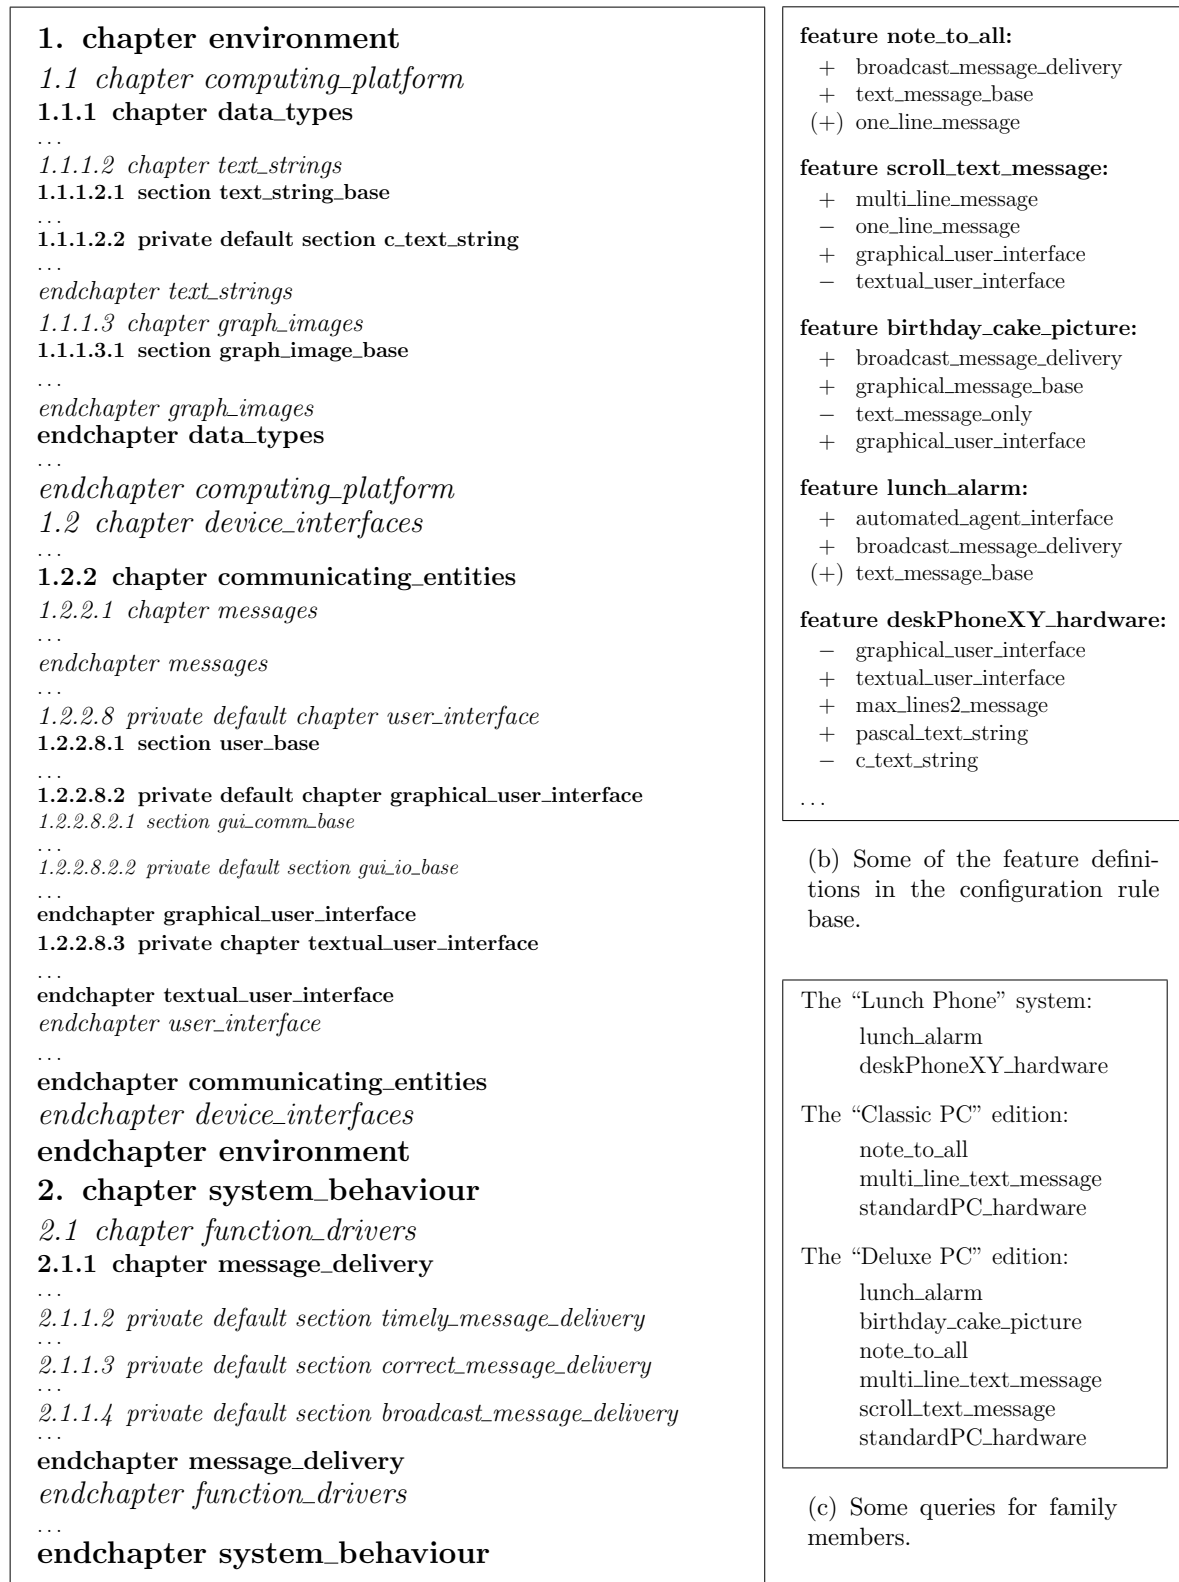 1. chapter environment
1.1 chapter computing_platform
1.1.1 chapter data_types
...
1.1.1.2 chapter text_strings
1.1.1.2.1 section text_string_base
...
1.1.1.2.2 private default section c_text_string
...
endchapter text_strings
1.1.1.3 chapter graph_images
1.1.1.3.1 section graph_image_base
...
endchapter graph_images
endchapter data_types
...
endchapter computing_platform
1.2 chapter device_interfaces
...
1.2.2 chapter communicating_entities
1.2.2.1 chapter messages
...
endchapter messages
...
1.2.2.8 private default chapter user_interface
1.2.2.8.1 section user_base
...
1.2.2.8.2 private default chapter graphical_user_interface
1.2.2.8.2.1 section gui_comm_base
...
1.2.2.8.2.2 private default section gui_io_base
...
endchapter graphical_user_interface
1.2.2.8.3 private chapter textual_user_interface
...
endchapter textual_user_interface
endchapter user_interface
...
endchapter communicating_entities
endchapter device_interfaces
endchapter environment
2. chapter system_behaviour
2.1 chapter function_drivers
2.1.1 chapter message_delivery
...
2.1.1.2 private default section timely_message_delivery
...
2.1.1.3 private default section correct_message_delivery
...
2.1.1.4 private default section broadcast_message_delivery
...
endchapter message_delivery
endchapter function_drivers
...
endchapter system_behaviour
feature note_to_all:
+ broadcast_message_delivery
+ text_message_base
(+) one_line_message
feature scroll_text_message:
+ multi_line_message
− one_line_message
+ graphical_user_interface
− textual_user_interface
feature birthday_cake_picture:
+ broadcast_message_delivery
+ graphical_message_base
− text_message_only
+ graphical_user_interface
feature lunch_alarm:
+ automated_agent_interface
+ broadcast_message_delivery
(+) text_message_base
feature deskPhoneXY_hardware:
− graphical_user_interface
+ textual_user_interface
+ max_lines2_message
+ pascal_text_string
− c_text_string
...
(b) Some of the feature defini-
tions in the configuration rule
base.
The “Lunch Phone” system:
lunch_alarm
deskPhoneXY_hardware
The “Classic PC” edition:
note_to_all
multi_line_text_message
standardPC_hardware
The “Deluxe PC” edition:
lunch_alarm
birthday_cake_picture
note_to_all
multi_line_text_message
scroll_text_message
standardPC_hardware
(c) Some queries for family
members.